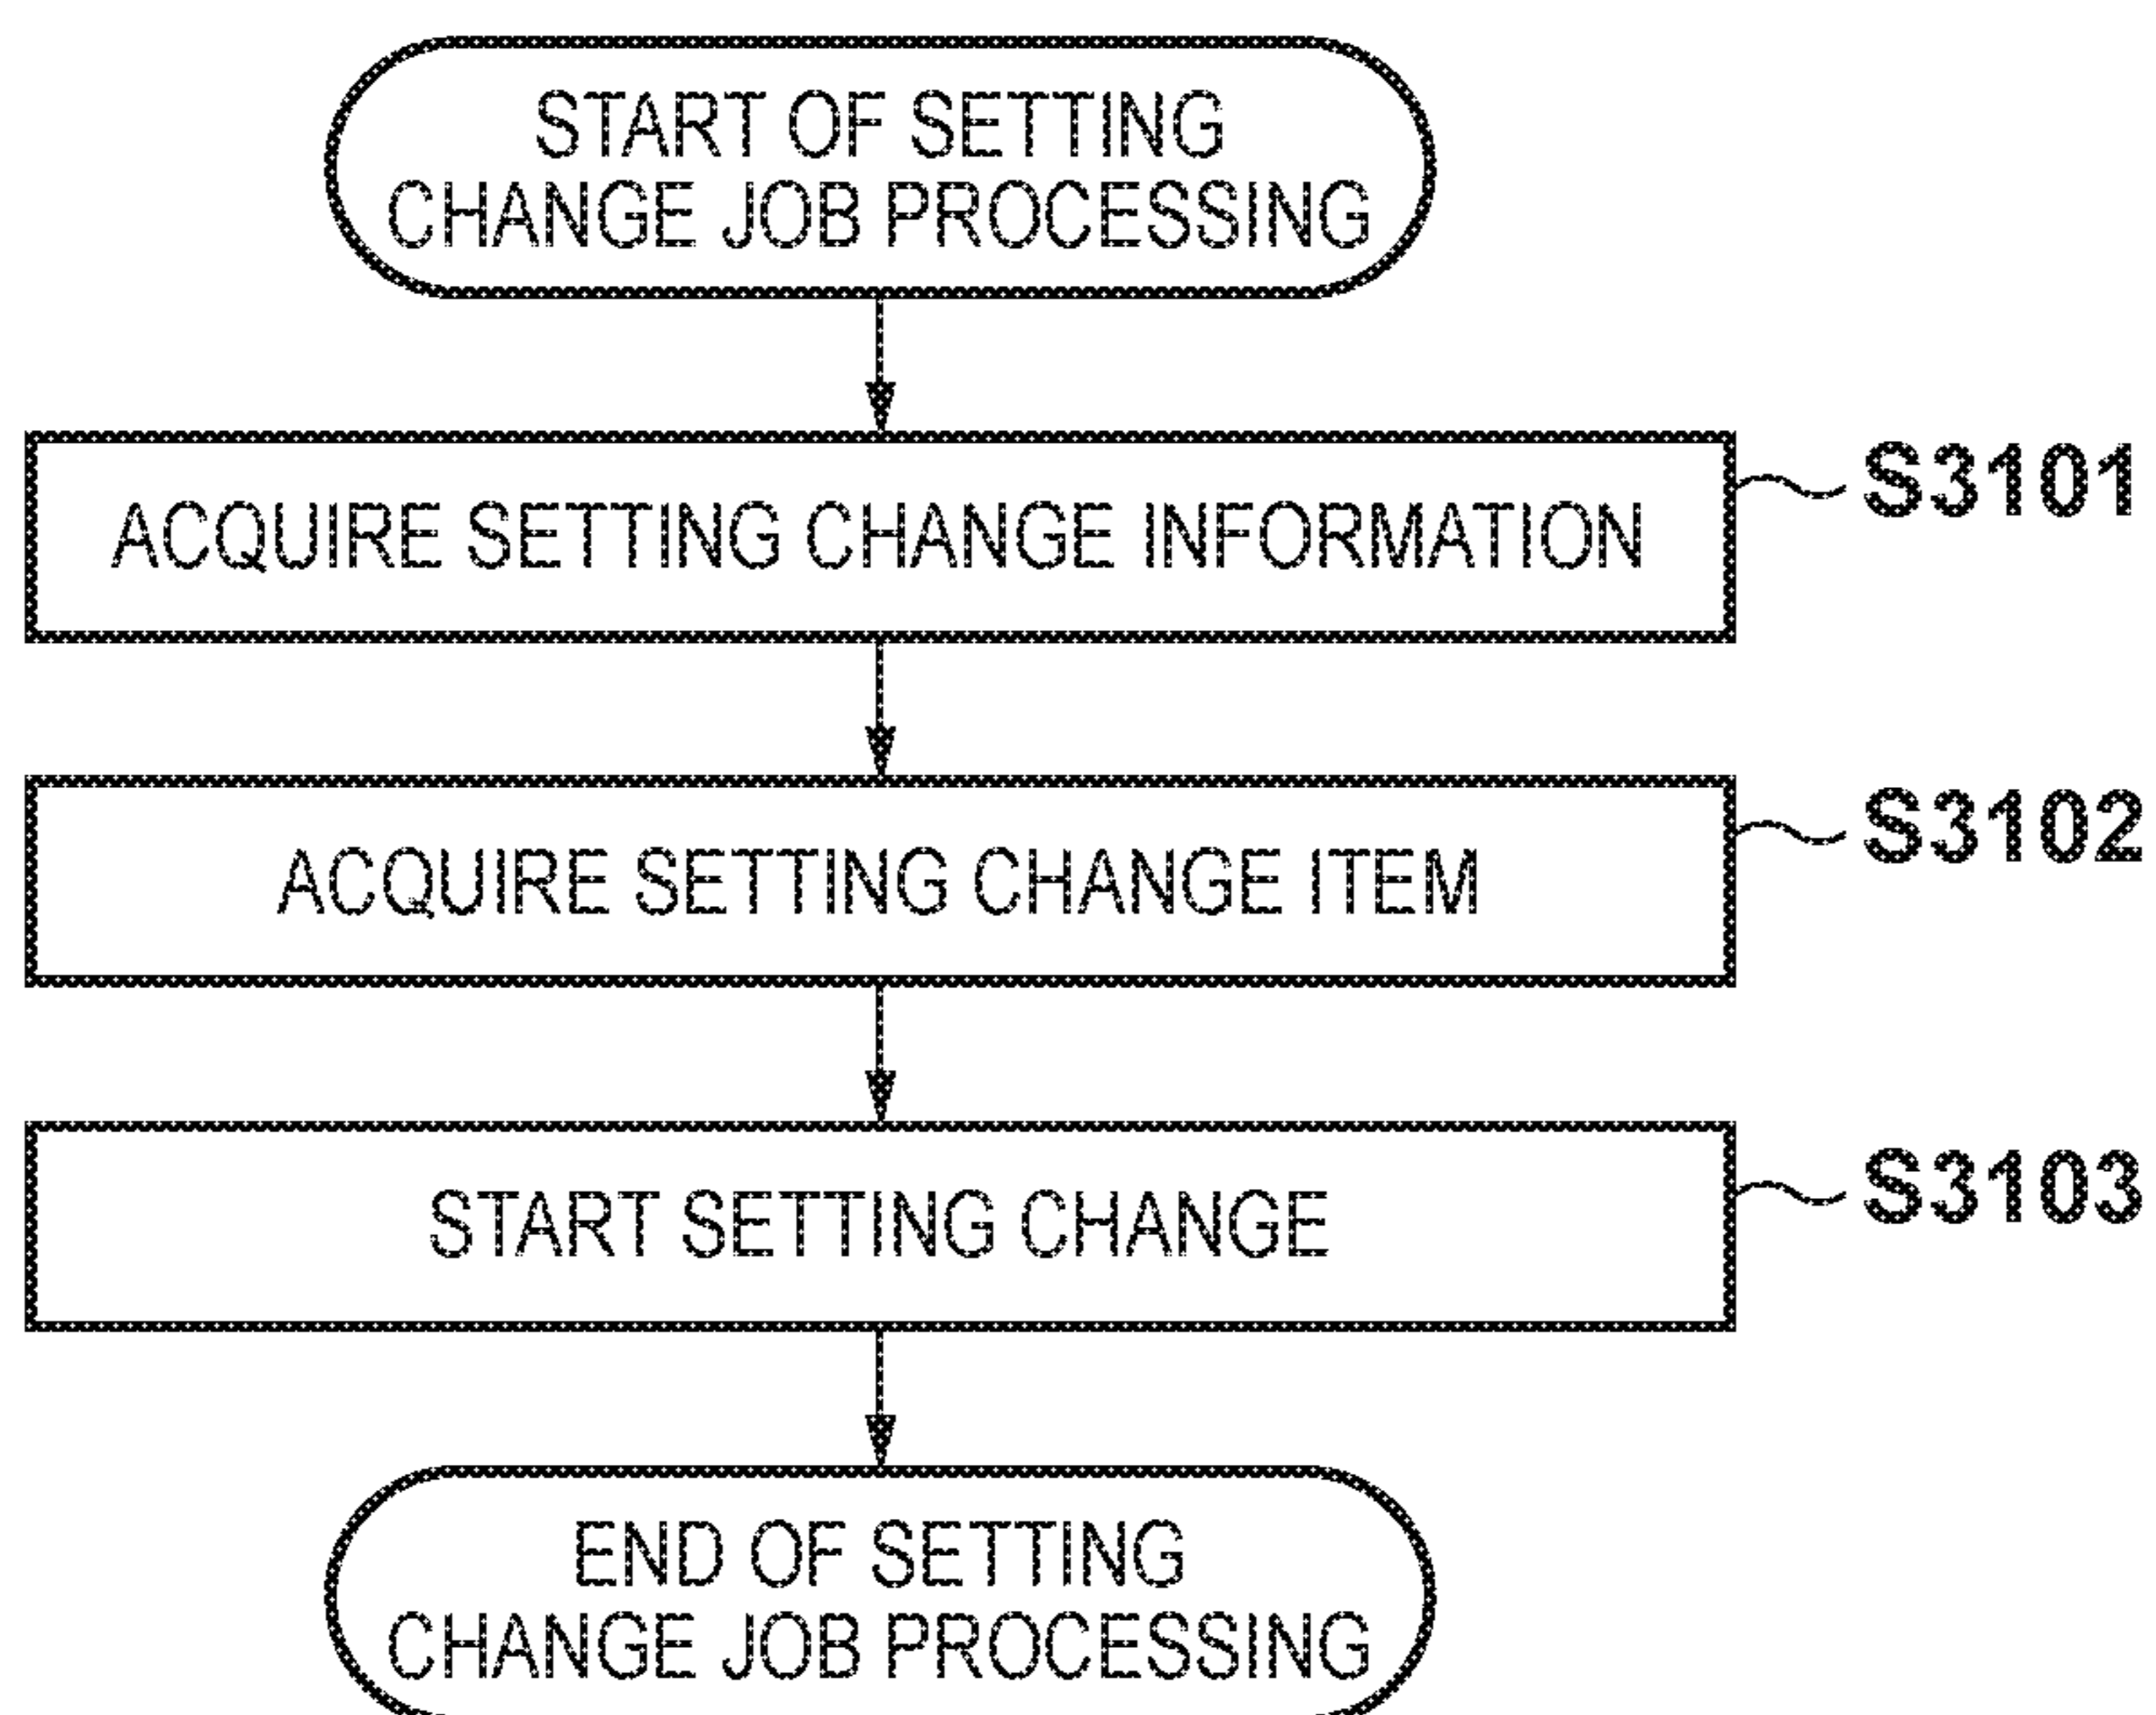 START OF SETTING
CHANGE JOB PROCESSING
ACQUIRE SETTING CHANGE INFORMATION
S3101
ACQUIRE SETTING CHANGE ITEM
S3102
START SETTING CHANGE
S3103
END OF SETTING
CHANGE JOB PROCESSING